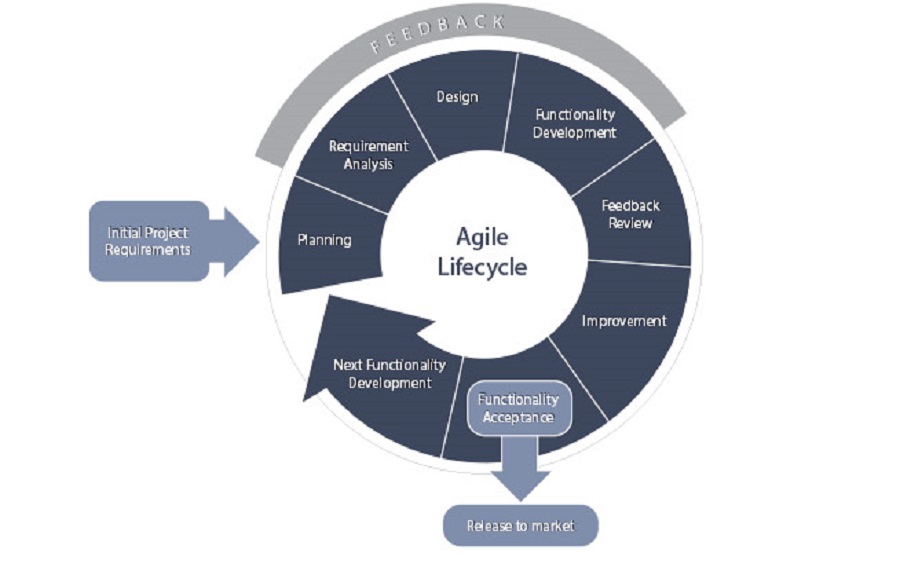 FEEDBACK
Design
Functionality
Development
Requirement
Analysis
Feedback
Review
Initial Project
Requirements
Planning
Agile
Lifecycle
Improvement
Next Functionality
Development
Functionality
Acceptance
Release to market